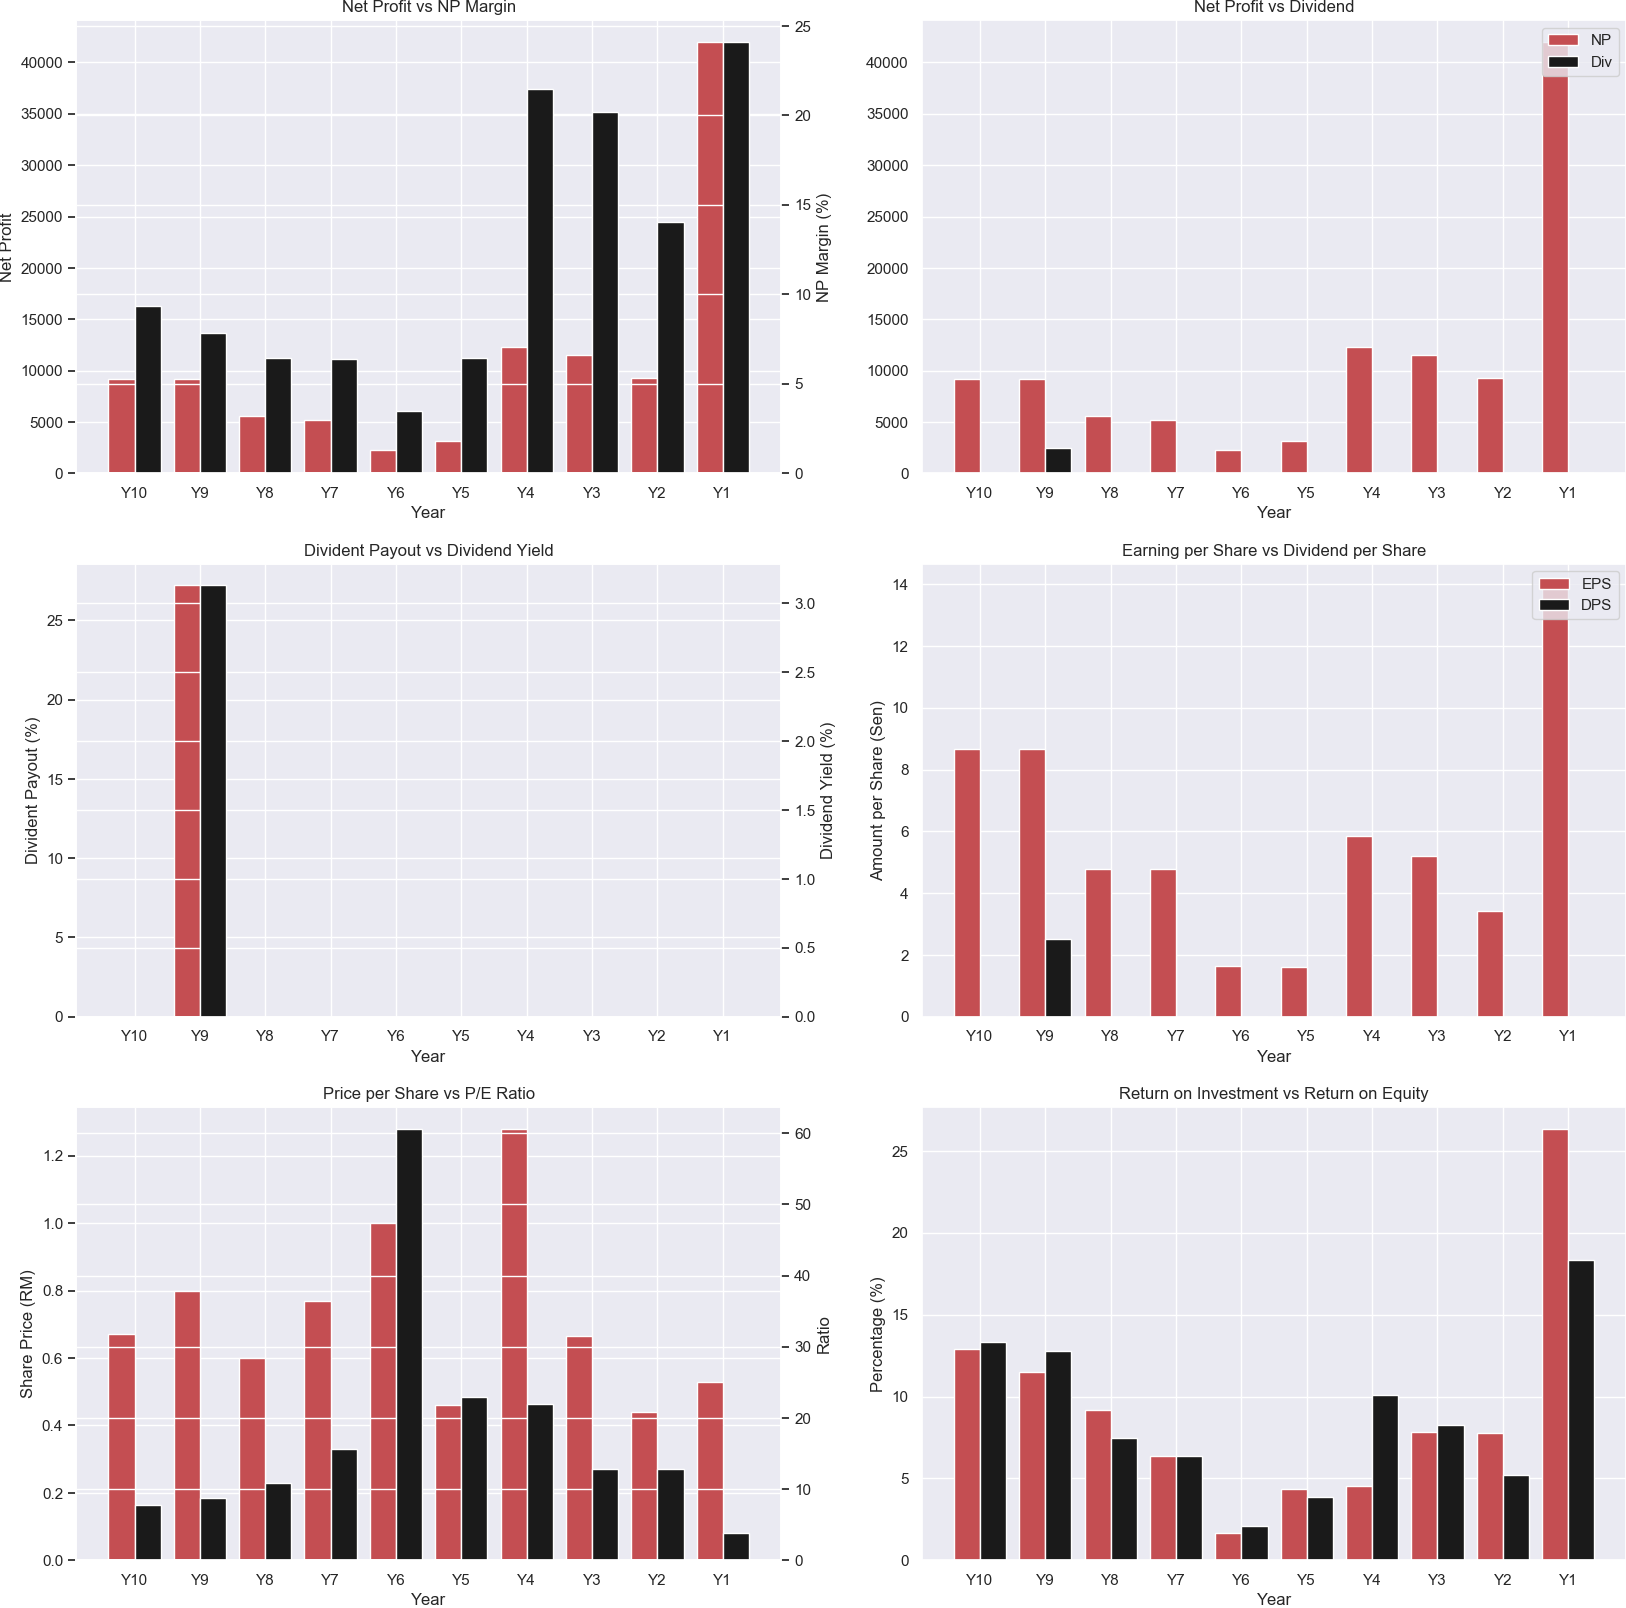 Net Profit vs NP Margin
Net Profit
40000
35000
30000
25000
20000
15000
10000
5000
0
25
20
15
10
5
0
NP Margin (%)
Y10 Y9 Y8 Y7 Y6 Y5 Y4 Y3 Y2 Y1
Year
Net Profit vs Dividend
NP
Div
40000
35000
30000
25000
20000
15000
10000
5000
0
Y10 Y9 Y8 Y7 Y6 Y5 Y4 Y3 Y2 Y1
Year
Divident Payout vs Dividend Yield
Divident Payout (%)
25
20
15
10
5
0
3.0
2.5
2.0
1.5
1.0
0.5
0.0
Dividend Yield (%)
Y10 Y9 Y8 Y7 Y6 Y5 Y4 Y3 Y2 Y1
Year
Earning per Share vs Dividend per Share
EPS
DPS
Amount per Share (Sen)
14
12
10
8
6
4
2
0
Y10 Y9 Y8 Y7 Y6 Y5 Y4 Y3 Y2 Y1
Year
Price per Share vs P/E Ratio
Share Price (RM)
1.2
1.0
0.8
0.6
0.4
0.2
0.0
60
50
40
30
20
10
0
Ratio
Y10 Y9 Y8 Y7 Y6 Y5 Y4 Y3 Y2 Y1
Year
Return on Investment vs Return on Equity
Percentage (%)
25
20
15
10
5
0
Y10 Y9 Y8 Y7 Y6 Y5 Y4 Y3 Y2 Y1
Year